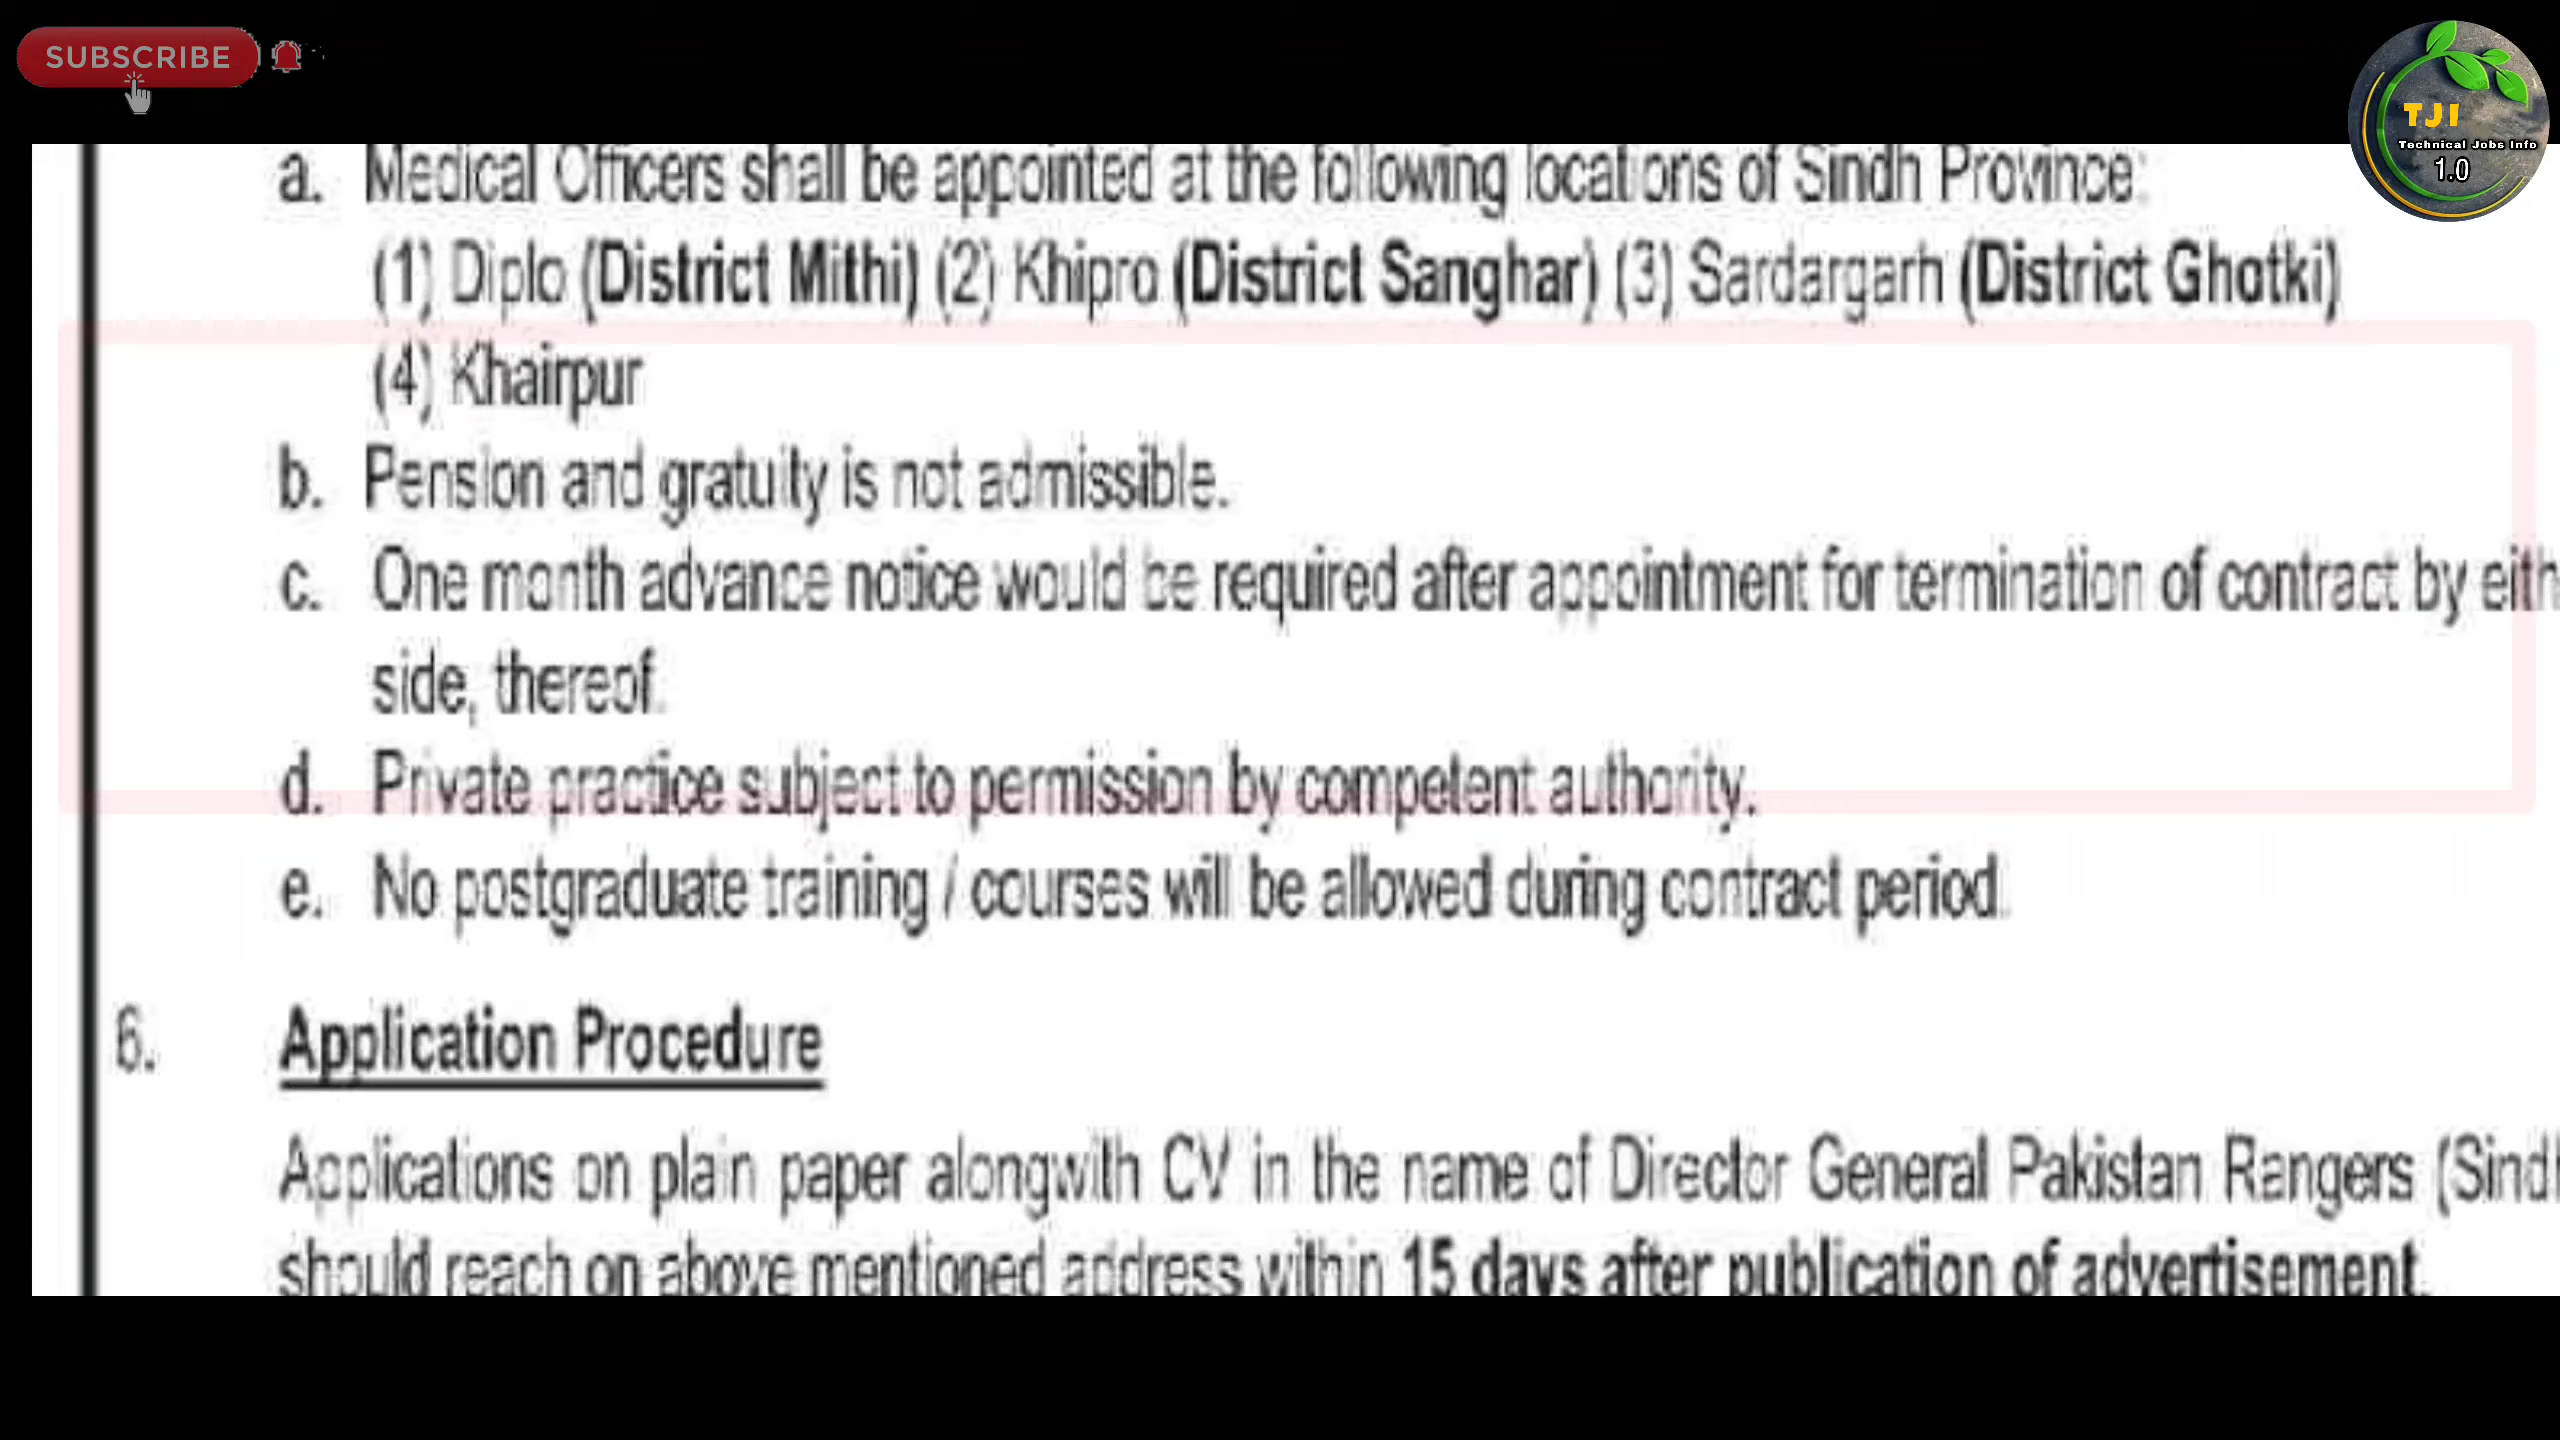 SUBSCRIBE
TJI
Technical Jobs Info
1.0
a. Medical Officers shall be appointed at the following locations of Sindh Province:
(1) Diplo (District Mithi) (2) Khipro (District Sanghar) (3) Sardargarh (District Ghotki)
(4) Khairpur
b. Pension and gratuity is not admissible.
c. One month advance notice would be required after appointment for termination of contract by eith
side, thereof.
d. Private practice subject to permission by competent authority.
e. No postgraduate training / courses will be allowed during contract period.
6. Application Procedure
Applications on plain paper alongwith CV in the name of Director General Pakistan Rangers (Sindh
should reach on above mentioned address within 15 days after publication of advertisement.